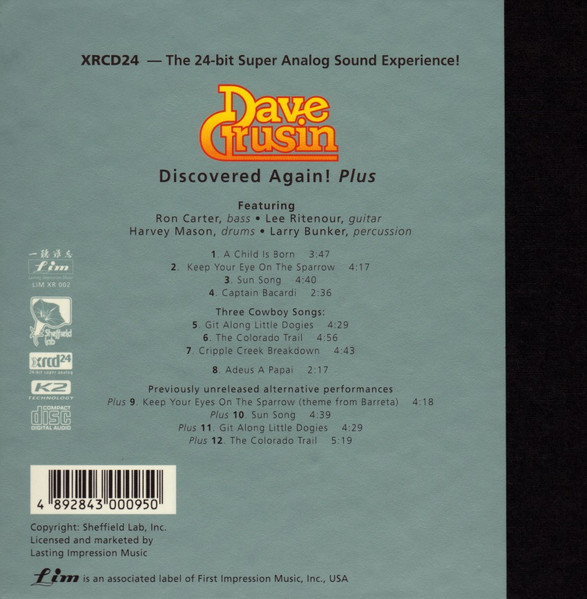 XRCD24 — The 24-bit Super Analog Sound Experience!
Dave
Grusin
Discovered Again! Plus
Featuring
Ron Carter, bass • Lee Ritenour, guitar
Harvey Mason, drums • Larry Bunker, percussion
1. A Child Is Born 3:47
2. Keep Your Eye On The Sparrow 4:17
3. Sun Song 4:40
4. Captain Bacardi 2:36
Three Cowboy Songs:
5. Git Along Little Dogies 4:29
6. The Colorado Trail 4:56
7. Cripple Creek Breakdown 4:43
8. Adeus A Papai 2:17
Previously unreleased alternative performances
Plus 9. Keep Your Eyes On The Sparrow (theme from Barreta) 4:18
Plus 10. Sun Song 4:39
Plus 11. Git Along Little Dogies 4:29
Plus 12. The Colorado Trail 5:19
fim
LIM XR 002
Sheffield
Lab
xrcd24
K2
TECHNOLOGY
COMPACT
disc
DIGITAL AUDIO
4 892843 000950
Copyright: Sheffield Lab, Inc.
Licensed and marketed by
Lasting Impression Music
Lim is an associated label of First Impression Music, Inc., USA